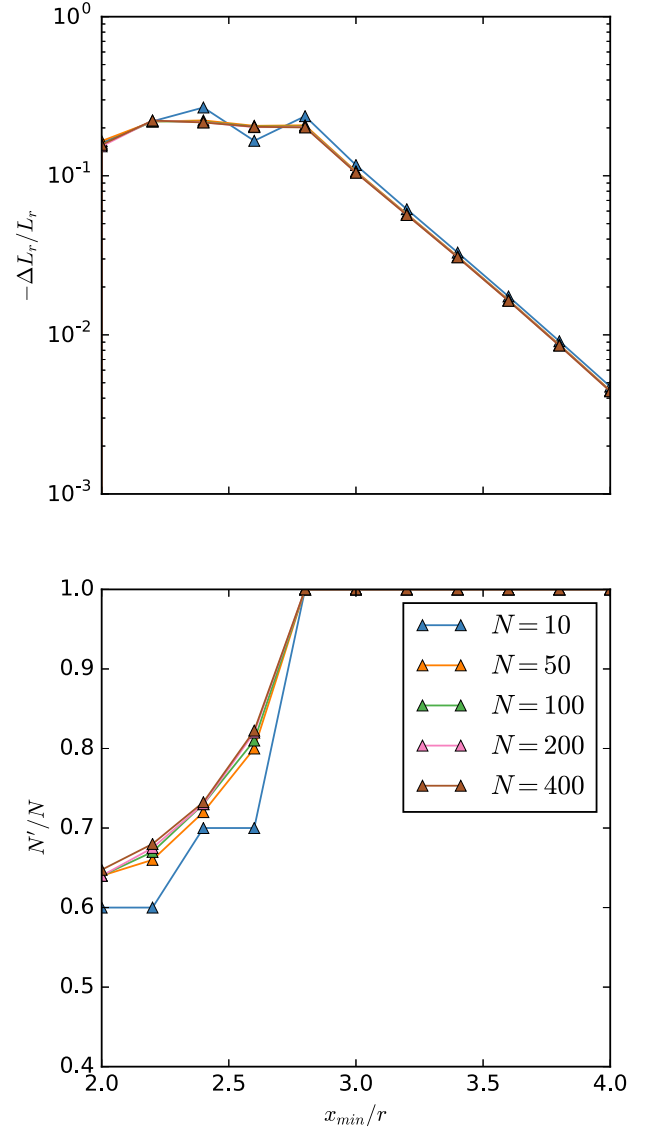 10^0
10^-1
10^-2
10^-3
−ΔL_r/L_r
1.0
0.9
0.8
0.7
0.6
0.5
0.4
N′/N
N = 10
N = 50
N = 100
N = 200
N = 400
2.0 2.5 3.0 3.5 4.0
x_min/r